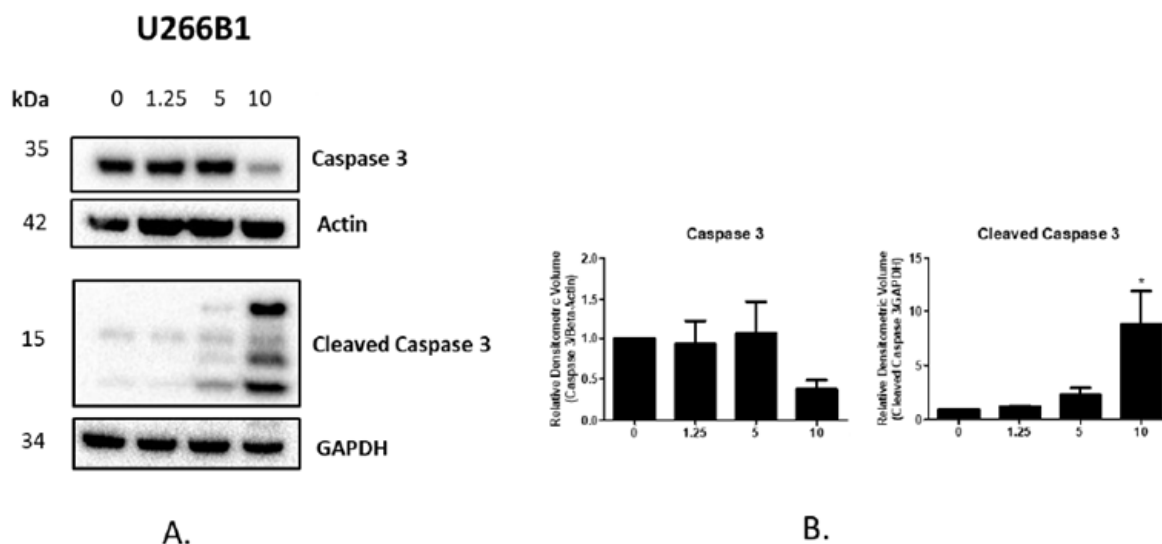 U266B1
kDa 0 1.25 5 10
35 Caspase 3
42 Actin
15 Cleaved Caspase 3
34 GAPDH
A.
Caspase 3
Relative Densitometric Volume
(Caspase 3/Beta-Actin)
2.0
1.5
1.0
0.5
0.0
0 1.25 5 10
Cleaved Caspase 3
Relative Densitometric Volume
(Cleaved Caspase 3/GAPDH)
15
10
5
0
*
0 1.25 5 10
B.